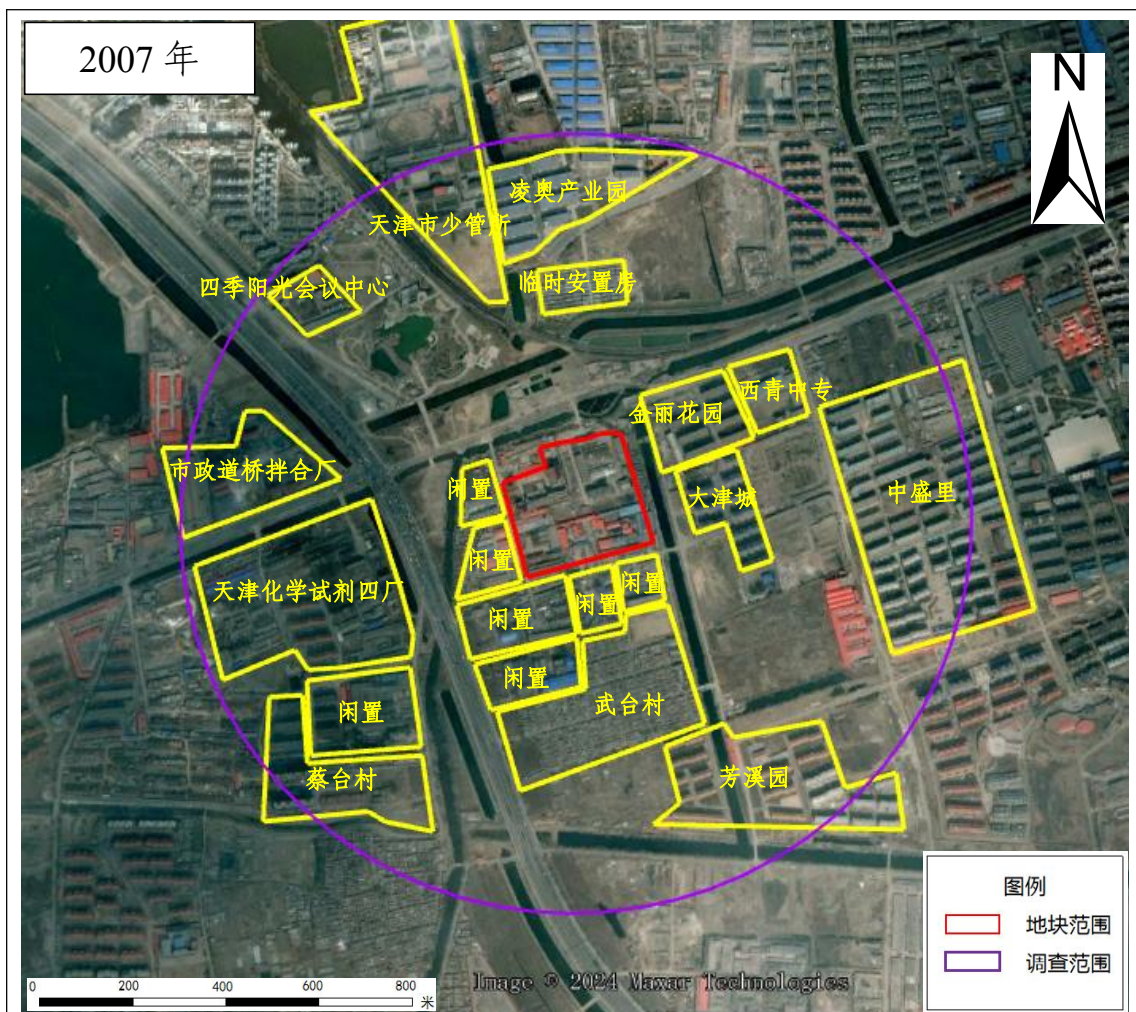 2007 年
N
凌奥产业园
天津市少管所
四季阳光会议中心
临时安置房
西青中专
金丽花园
市政道桥拌合厂
闲置
大津城
中盛里
闲置
闲置
闲置
天津化学试剂四厂
闲置
闲置
武台村
闲置
蔡台村
芳溪园
图例
地块范围
调查范围
Image © 2024 Maxar Technologies
0 200 400 600 800
米